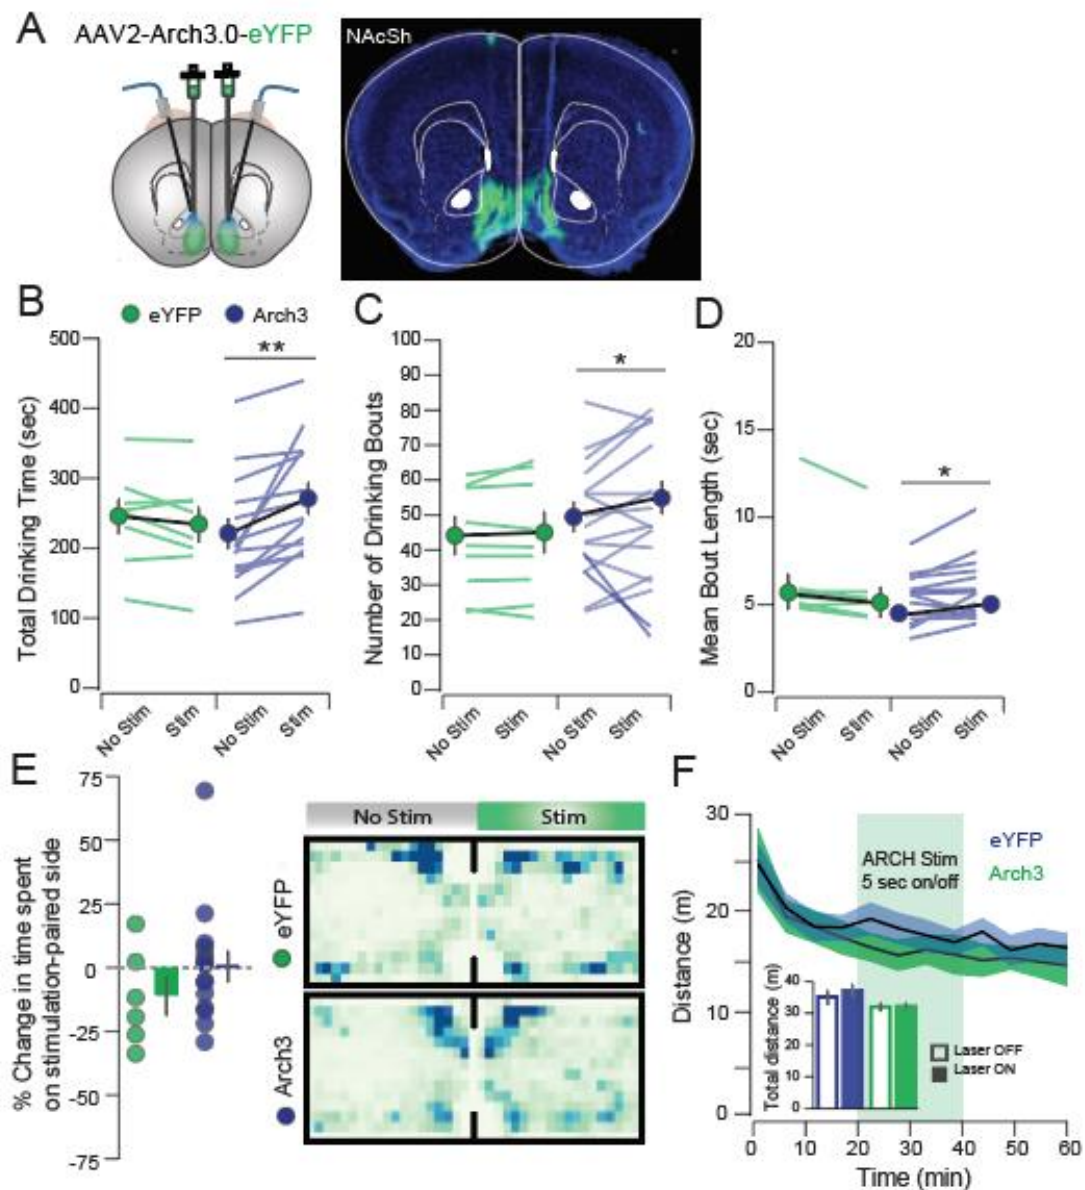 A
AAV2-Arch3.0-eYFP
NAcSh
B
eYFP
Arch3
Total Drinking Time (sec)
500
400
300
200
100
0
**
No Stim
Stim
No Stim
Stim
C
Number of Drinking Bouts
100
90
80
70
60
50
40
30
20
10
0
*
No Stim
Stim
No Stim
Stim
D
Mean Bout Length (sec)
20
15
10
5
0
*
No Stim
Stim
No Stim
Stim
E
% Change in time spent
on stimulation-paired side
75
50
25
0
-25
-50
-75
No Stim
Stim
eYFP
Arch3
F
Distance (m)
30
20
10
0
ARCH Stim
5 sec on/off
eYFP
Arch3
Total distance (m)
40
30
20
10
0
Laser OFF
Laser ON
0 10 20 30 40 50 60
Time (min)